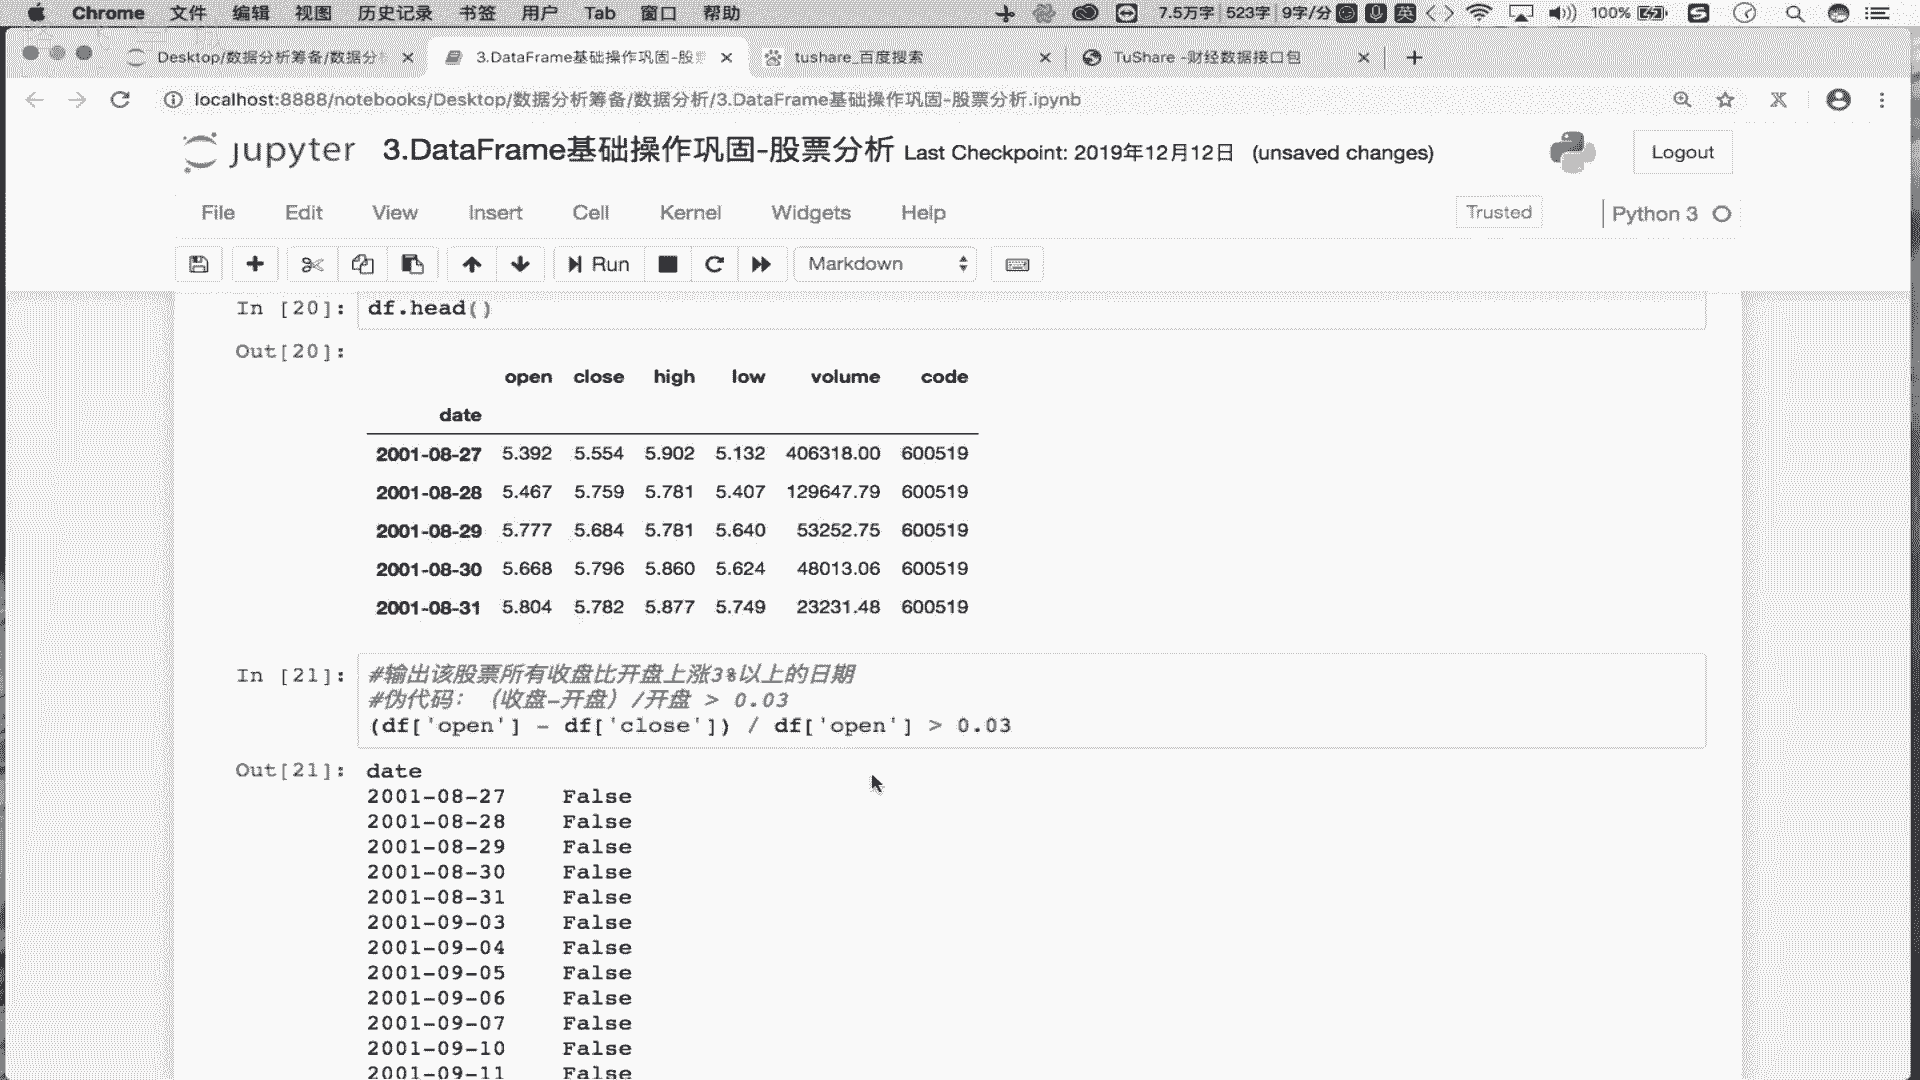 Chrome 文件 编辑 视图 历史记录 书签 用户 Tab 窗口 帮助 7.5万字 523字 9字/分 英 100%
Desktop/数据分析筹备/数据分 3.DataFrame基础操作巩固-股 tushare_百度搜索 TuShare -财经数据接口包
localhost:8888/notebooks/Desktop/数据分析筹备/数据分析/3.DataFrame基础操作巩固-股票分析.ipynb
jupyter 3.DataFrame基础操作巩固-股票分析 Last Checkpoint: 2019年12月12日 (unsaved changes) Logout
File Edit View Insert Cell Kernel Widgets Help Trusted Python 3
Run Markdown
In [20]: df.head()
Out[20]:
open close high low volume code
date
2001-08-27 5.392 5.554 5.902 5.132 406318.00 600519
2001-08-28 5.467 5.759 5.781 5.407 129647.79 600519
2001-08-29 5.777 5.684 5.781 5.640 53252.75 600519
2001-08-30 5.668 5.796 5.860 5.624 48013.06 600519
2001-08-31 5.804 5.782 5.877 5.749 23231.48 600519
In [21]: #输出该股票所有收盘比开盘上涨3%以上的日期
#伪代码：（收盘-开盘）/开盘 > 0.03
(df['open'] - df['close']) / df['open'] > 0.03
Out[21]: date
2001-08-27 False
2001-08-28 False
2001-08-29 False
2001-08-30 False
2001-08-31 False
2001-09-03 False
2001-09-04 False
2001-09-05 False
2001-09-06 False
2001-09-07 False
2001-09-10 False
2001-09-11 False